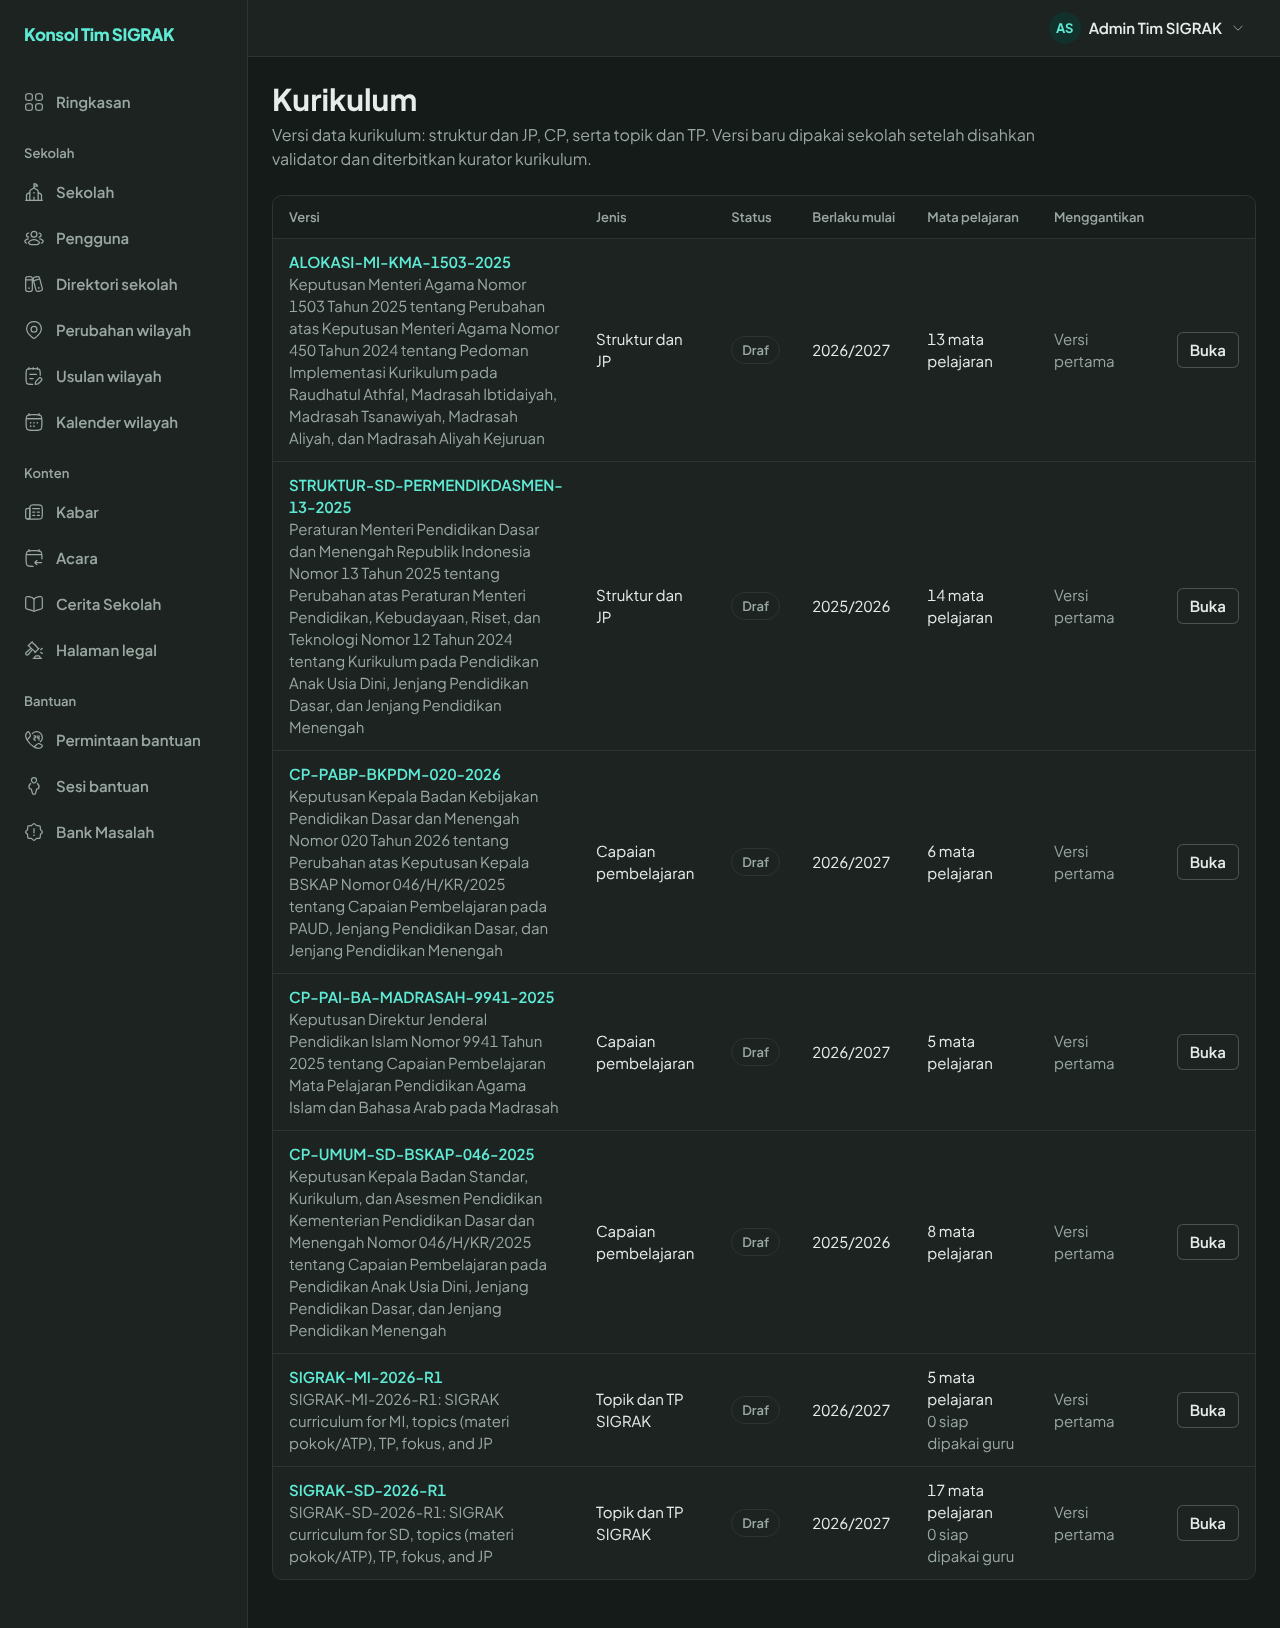 Konsol Tim SIGRAK
AS Admin Tim SIGRAK
Ringkasan
Sekolah
Sekolah
Pengguna
Direktori sekolah
Perubahan wilayah
Usulan wilayah
Kalender wilayah
Konten
Kabar
Acara
Cerita Sekolah
Halaman legal
Bantuan
Permintaan bantuan
Sesi bantuan
Bank Masalah
Kurikulum
Versi data kurikulum: struktur dan JP, CP, serta topik dan TP. Versi baru dipakai sekolah setelah disahkan
validator dan diterbitkan kurator kurikulum.
Versi Jenis Status Berlaku mulai Mata pelajaran Menggantikan
ALOKASI-MI-KMA-1503-2025
Keputusan Menteri Agama Nomor
1503 Tahun 2025 tentang Perubahan
atas Keputusan Menteri Agama Nomor
450 Tahun 2024 tentang Pedoman
Implementasi Kurikulum pada
Raudhatul Athfal, Madrasah Ibtidaiyah,
Madrasah Tsanawiyah, Madrasah
Aliyah, dan Madrasah Aliyah Kejuruan
Struktur dan
JP
Draf
2026/2027
13 mata
pelajaran
Versi
pertama
Buka
STRUKTUR-SD-PERMENDIKDASMEN-
13-2025
Peraturan Menteri Pendidikan Dasar
dan Menengah Republik Indonesia
Nomor 13 Tahun 2025 tentang
Perubahan atas Peraturan Menteri
Pendidikan, Kebudayaan, Riset, dan
Teknologi Nomor 12 Tahun 2024
tentang Kurikulum pada Pendidikan
Anak Usia Dini, Jenjang Pendidikan
Dasar, dan Jenjang Pendidikan
Menengah
Struktur dan
JP
Draf
2025/2026
14 mata
pelajaran
Versi
pertama
Buka
CP-PABP-BKPDM-020-2026
Keputusan Kepala Badan Kebijakan
Pendidikan Dasar dan Menengah
Nomor 020 Tahun 2026 tentang
Perubahan atas Keputusan Kepala
BSKAP Nomor 046/H/KR/2025
tentang Capaian Pembelajaran pada
PAUD, Jenjang Pendidikan Dasar, dan
Jenjang Pendidikan Menengah
Capaian
pembelajaran
Draf
2026/2027
6 mata
pelajaran
Versi
pertama
Buka
CP-PAI-BA-MADRASAH-9941-2025
Keputusan Direktur Jenderal
Pendidikan Islam Nomor 9941 Tahun
2025 tentang Capaian Pembelajaran
Mata Pelajaran Pendidikan Agama
Islam dan Bahasa Arab pada Madrasah
Capaian
pembelajaran
Draf
2026/2027
5 mata
pelajaran
Versi
pertama
Buka
CP-UMUM-SD-BSKAP-046-2025
Keputusan Kepala Badan Standar,
Kurikulum, dan Asesmen Pendidikan
Kementerian Pendidikan Dasar dan
Menengah Nomor 046/H/KR/2025
tentang Capaian Pembelajaran pada
Pendidikan Anak Usia Dini, Jenjang
Pendidikan Dasar, dan Jenjang
Pendidikan Menengah
Capaian
pembelajaran
Draf
2025/2026
8 mata
pelajaran
Versi
pertama
Buka
SIGRAK-MI-2026-R1
SIGRAK-MI-2026-R1: SIGRAK
curriculum for MI, topics (materi
pokok/ATP), TP, fokus, and JP
Topik dan TP
SIGRAK
Draf
2026/2027
5 mata
pelajaran
0 siap
dipakai guru
Versi
pertama
Buka
SIGRAK-SD-2026-R1
SIGRAK-SD-2026-R1: SIGRAK
curriculum for SD, topics (materi
pokok/ATP), TP, fokus, and JP
Topik dan TP
SIGRAK
Draf
2026/2027
17 mata
pelajaran
0 siap
dipakai guru
Versi
pertama
Buka